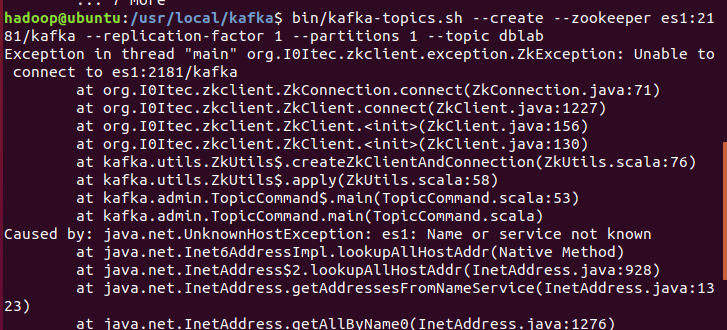 ... 7 more
hadoop@ubuntu:/usr/local/kafka$ bin/kafka-topics.sh --create --zookeeper es1:21
81/kafka --replication-factor 1 --partitions 1 --topic dblab
Exception in thread "main" org.I0Itec.zkclient.exception.ZkException: Unable to
 connect to es1:2181/kafka
        at org.I0Itec.zkclient.ZkConnection.connect(ZkConnection.java:71)
        at org.I0Itec.zkclient.ZkClient.connect(ZkClient.java:1227)
        at org.I0Itec.zkclient.ZkClient.<init>(ZkClient.java:156)
        at org.I0Itec.zkclient.ZkClient.<init>(ZkClient.java:130)
        at kafka.utils.ZkUtils$.createZkClientAndConnection(ZkUtils.scala:76)
        at kafka.utils.ZkUtils$.apply(ZkUtils.scala:58)
        at kafka.admin.TopicCommand$.main(TopicCommand.scala:53)
        at kafka.admin.TopicCommand.main(TopicCommand.scala)
Caused by: java.net.UnknownHostException: es1: Name or service not known
        at java.net.Inet6AddressImpl.lookupAllHostAddr(Native Method)
        at java.net.InetAddress$2.lookupAllHostAddr(InetAddress.java:928)
        at java.net.InetAddress.getAddressesFromNameService(InetAddress.java:13
23)
        at java.net.InetAddress.getAllByName0(InetAddress.java:1276)